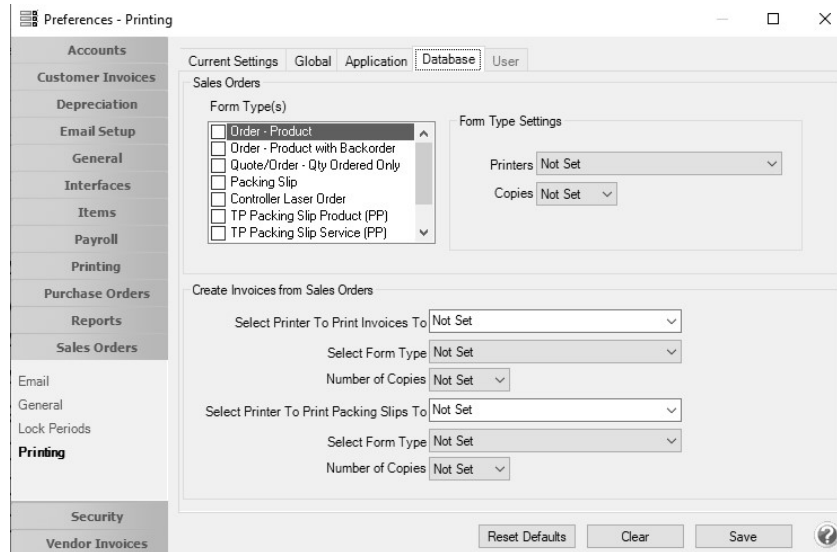 Preferences - Printing
Accounts
Customer Invoices
Depreciation
Email Setup
General
Interfaces
Items
Payroll
Printing
Purchase Orders
Reports
Sales Orders
Email
General
Lock Periods
Printing
Security
Vendor Invoices
Current Settings Global Application Database User
Sales Orders
Form Type(s)
Order - Product
Order - Product with Backorder
Quote/Order - Qty Ordered Only
Packing Slip
Controller Laser Order
TP Packing Slip Product (PP)
TP Packing Slip Service (PP)
Form Type Settings
Printers Not Set
Copies Not Set
Create Invoices from Sales Orders
Select Printer To Print Invoices To Not Set
Select Form Type Not Set
Number of Copies Not Set
Select Printer To Print Packing Slips To Not Set
Select Form Type Not Set
Number of Copies Not Set
Reset Defaults Clear Save ?